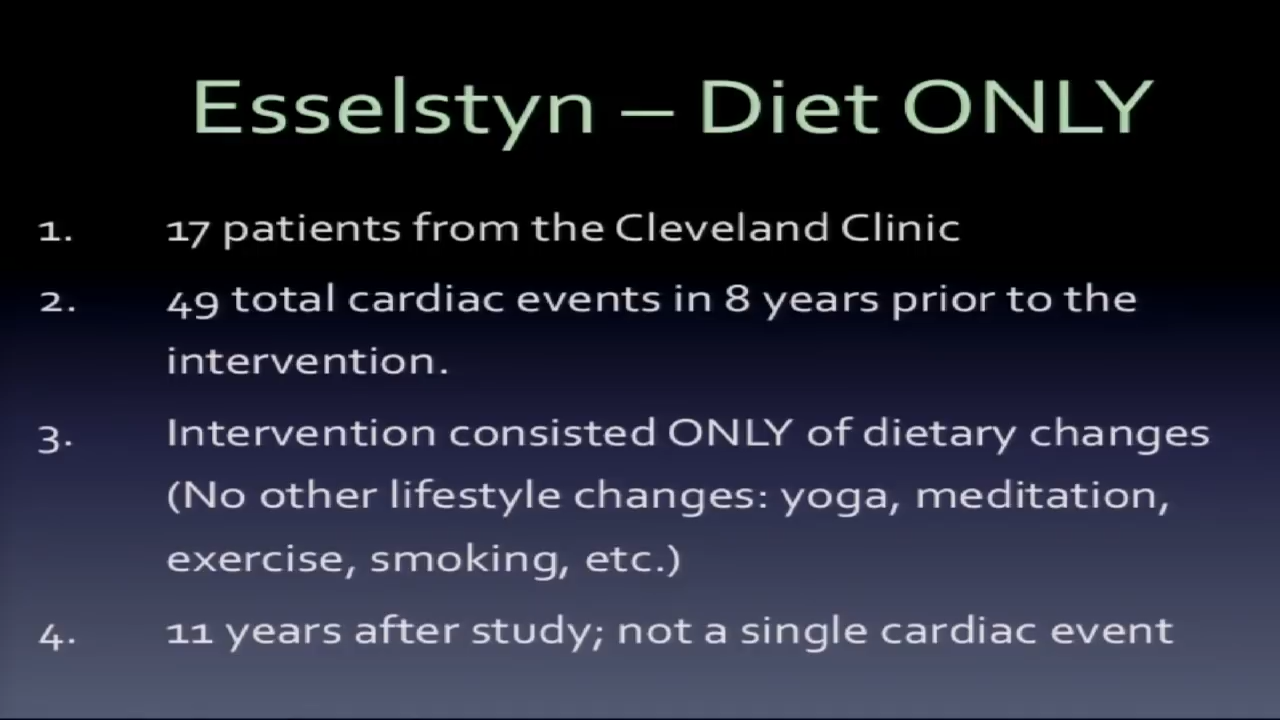 Esselstyn – Diet ONLY
1. 17 patients from the Cleveland Clinic
2. 49 total cardiac events in 8 years prior to the
intervention.
3. Intervention consisted ONLY of dietary changes
(No other lifestyle changes: yoga, meditation,
exercise, smoking, etc.)
4. 11 years after study; not a single cardiac event